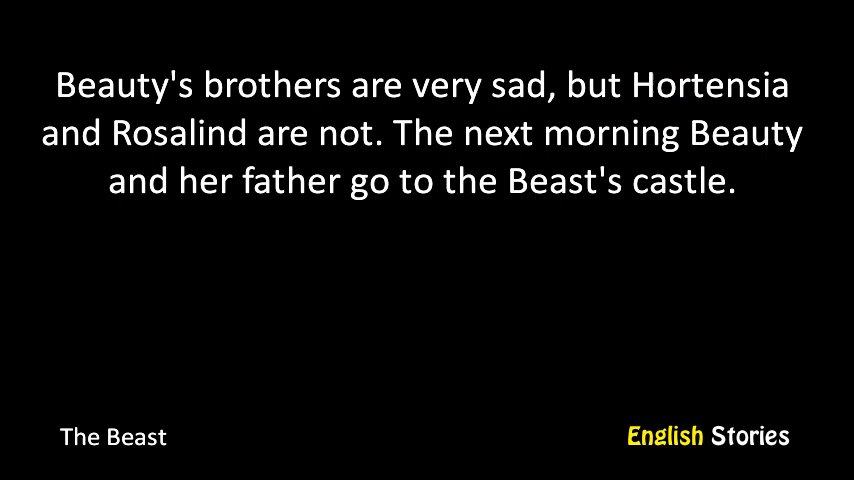 Beauty's brothers are very sad, but Hortensia
and Rosalind are not. The next morning Beauty
and her father go to the Beast's castle.
The Beast
English Stories